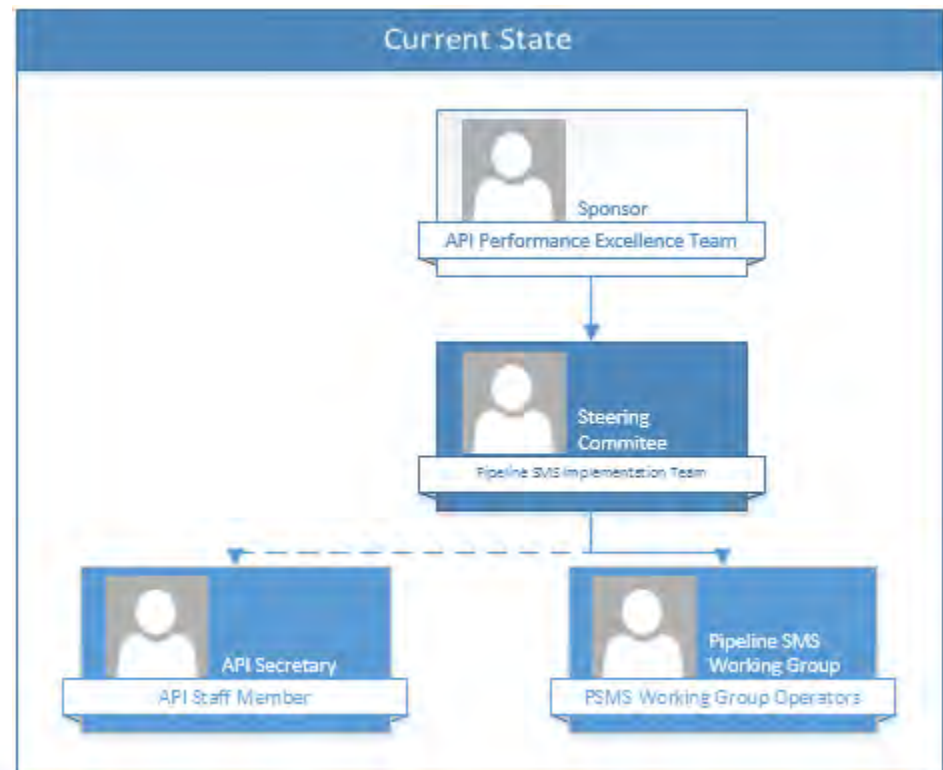 Current State
Sponsor
API Performance Excellence Team
Steering
Commitee
Pipeline SMS Implementation Team
API Secretary
API Staff Member
Pipeline SMS
Working Group
PSMS Working Group Operators